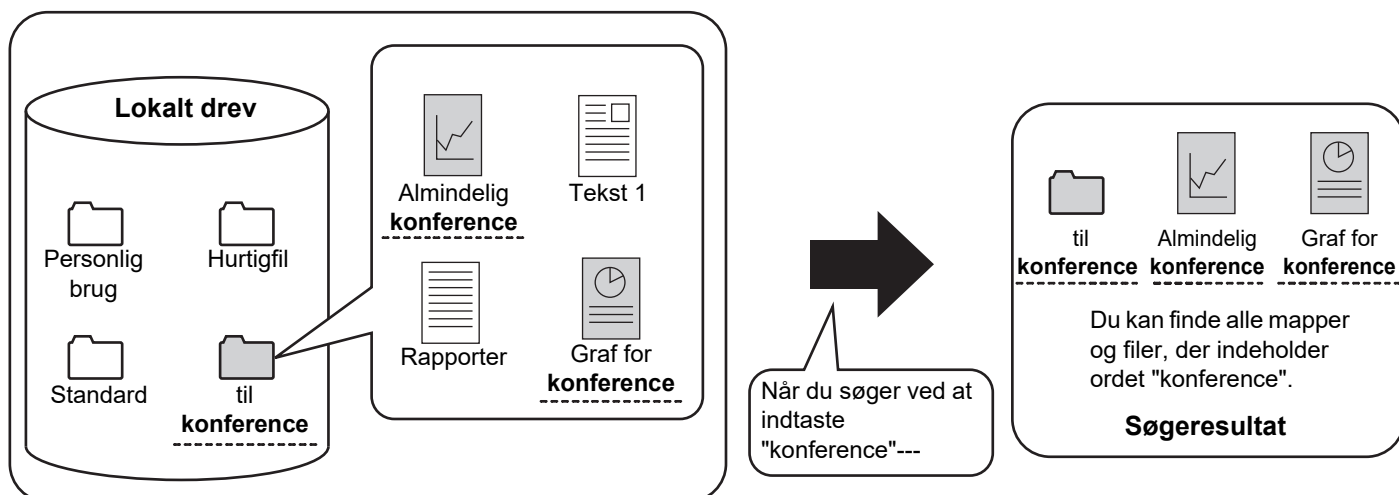 Lokalt drev
Personlig
brug
Hurtigfil
Standard
til
konference
Almindelig
konference
Tekst 1
Rapporter
Graf for
konference
Når du søger ved at
indtaste
"konference"---
til
konference
Almindelig
konference
Graf for
konference
Du kan finde alle mapper
og filer, der indeholder
ordet "konference".
Søgeresultat